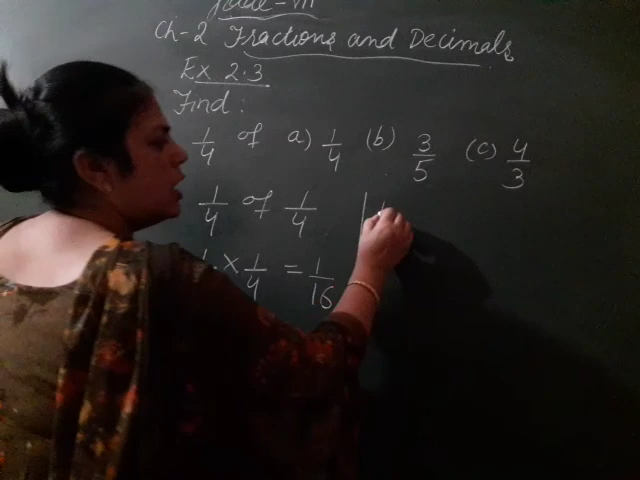 Ch-2 Fractions and Decimals
Ex 2.3
Find :
1/4 of a) 1/4 (b) 3/5 (c) 4/3
1/4 of 1/4
× 1/4 = 1/16